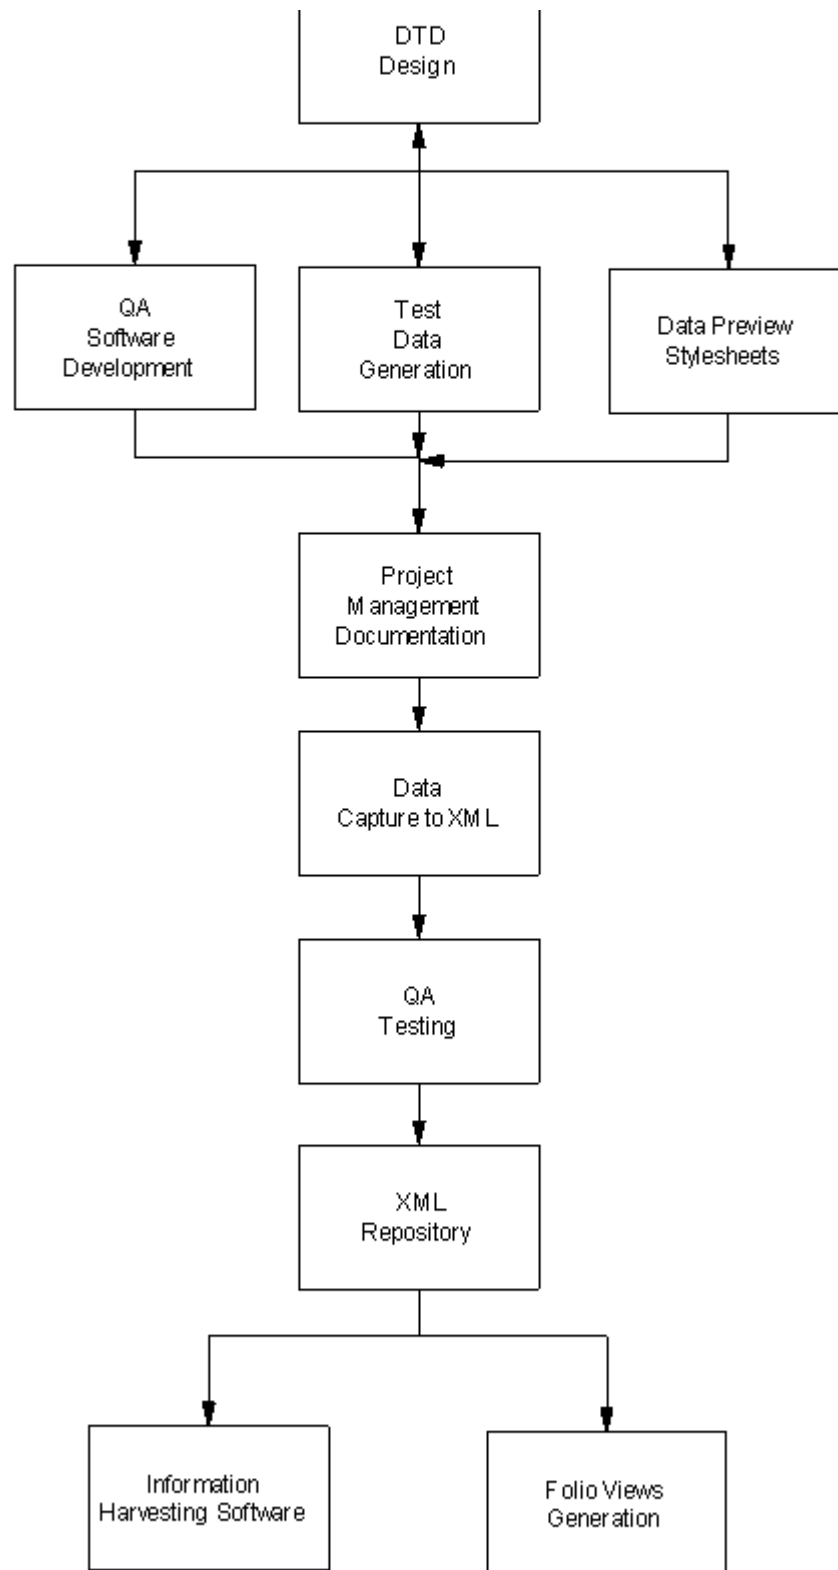 DTD
Design
QA
Software
Development
Test
Data
Generation
Data Preview
Stylesheets
Project
Management
Documentation
Data
Capture to XML
QA
Testing
XML
Repository
Information
Harvesting Software
Folio Views
Generation